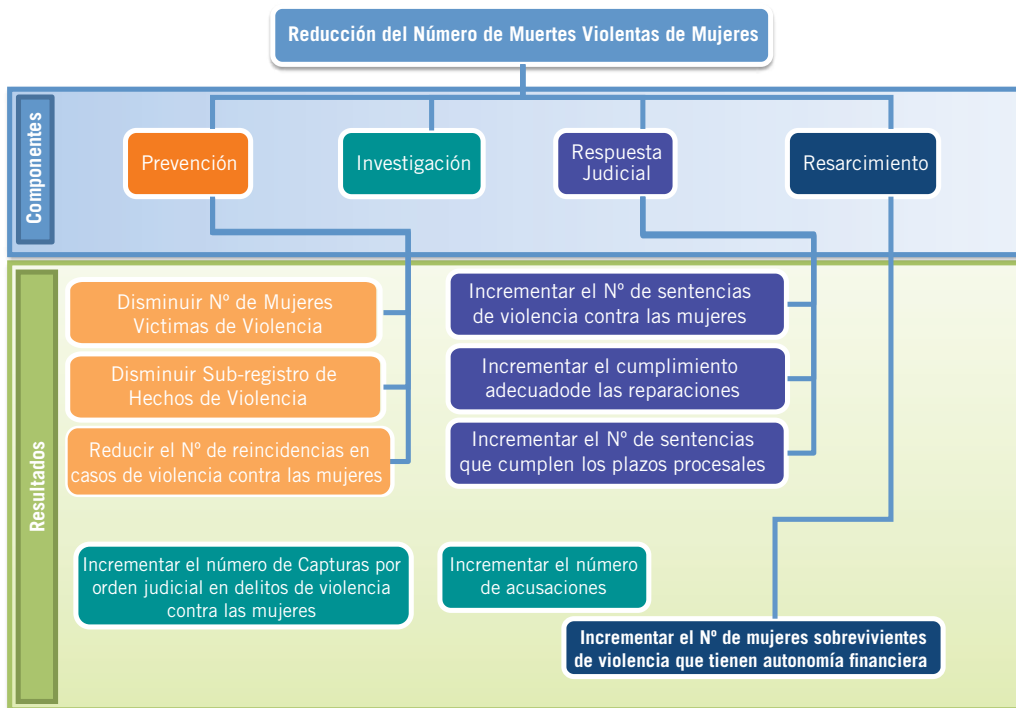 Reducción del Número de Muertes Violentas de Mujeres
Componentes
Prevención
Investigación
Respuesta
Judicial
Resarcimiento
Resultados
Disminuir Nº de Mujeres
Victimas de Violencia
Disminuir Sub-registro de
Hechos de Violencia
Reducir el Nº de reincidencias en
casos de violencia contra las mujeres
Incrementar el Nº de sentencias
de violencia contra las mujeres
Incrementar el cumplimiento
adecuadode las reparaciones
Incrementar el Nº de sentencias
que cumplen los plazos procesales
Incrementar el número de Capturas por
orden judicial en delitos de violencia
contra las mujeres
Incrementar el número
de acusaciones
Incrementar el Nº de mujeres sobrevivientes
de violencia que tienen autonomía financiera